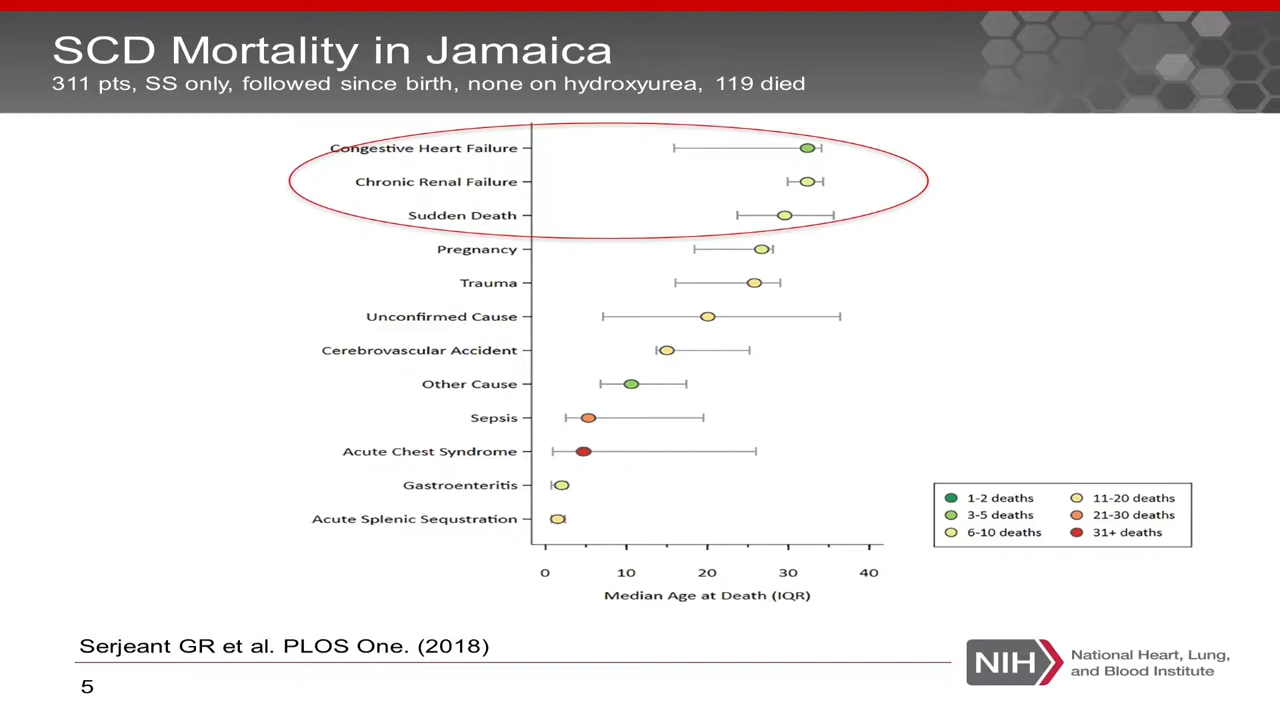 SCD Mortality in Jamaica
311 pts, SS only, followed since birth, none on hydroxyurea, 119 died
Congestive Heart Failure
Chronic Renal Failure
Sudden Death
Pregnancy
Trauma
Unconfirmed Cause
Cerebrovascular Accident
Other Cause
Sepsis
Acute Chest Syndrome
Gastroenteritis
Acute Splenic Sequstration
0 10 20 30 40
Median Age at Death (IQR)
1-2 deaths
3-5 deaths
6-10 deaths
11-20 deaths
21-30 deaths
31+ deaths
Serjeant GR et al. PLOS One. (2018)
5
NIH
National Heart, Lung,
and Blood Institute